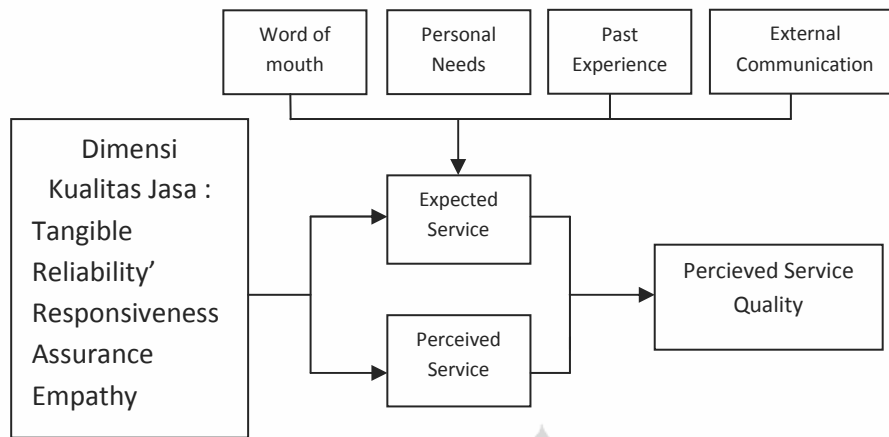 Word of
mouth
Personal
Needs
Past
Experience
External
Communication
Dimensi
Kualitas Jasa :
Tangible
Reliability’
Responsiveness
Assurance
Empathy
Expected
Service
Perceived
Service
Percieved Service
Quality